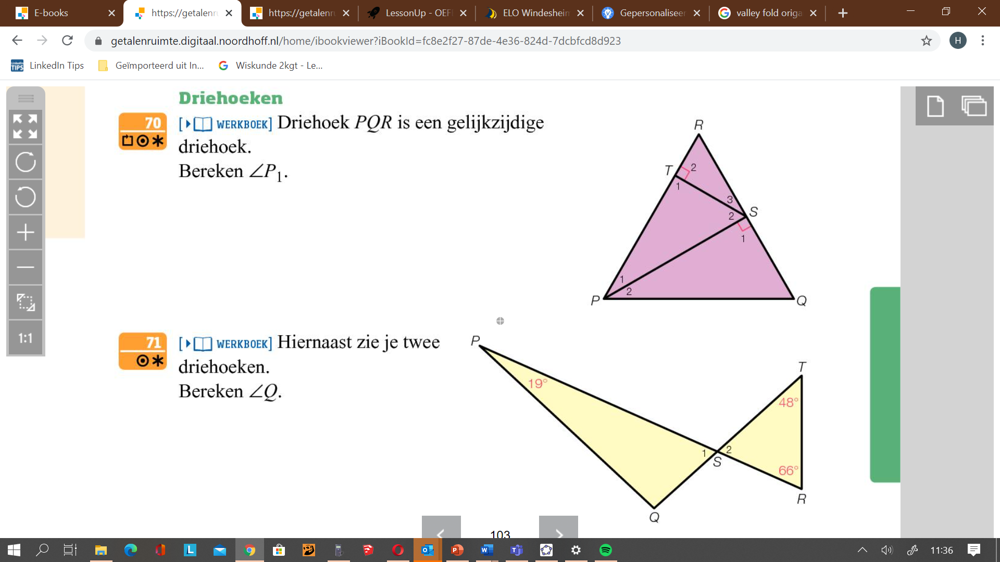 E-books
https://getalenr
https://getalenr
LessonUp - OEF
ELO Windesheim
Gepersonaliseer
valley fold origa
getalenruimte.digitaal.noordhoff.nl/home/ibookviewer?iBookId=fc8e2f27-87de-4e36-824d-7dcbfcd8d923
H
TIPS
LinkedIn Tips
Geïmporteerd uit In...
Wiskunde 2kgt - Le...
Driehoeken
70
[WERKBOEK] Driehoek PQR is een gelijkzijdige
driehoek.
Bereken ∠P1.
R
T
2
1
3
2
S
1
1
2
P
Q
1:1
71
[WERKBOEK] Hiernaast zie je twee
driehoeken.
Bereken ∠Q.
P
19°
T
48°
1
2
S
66°
R
Q
< 103 >
11:36